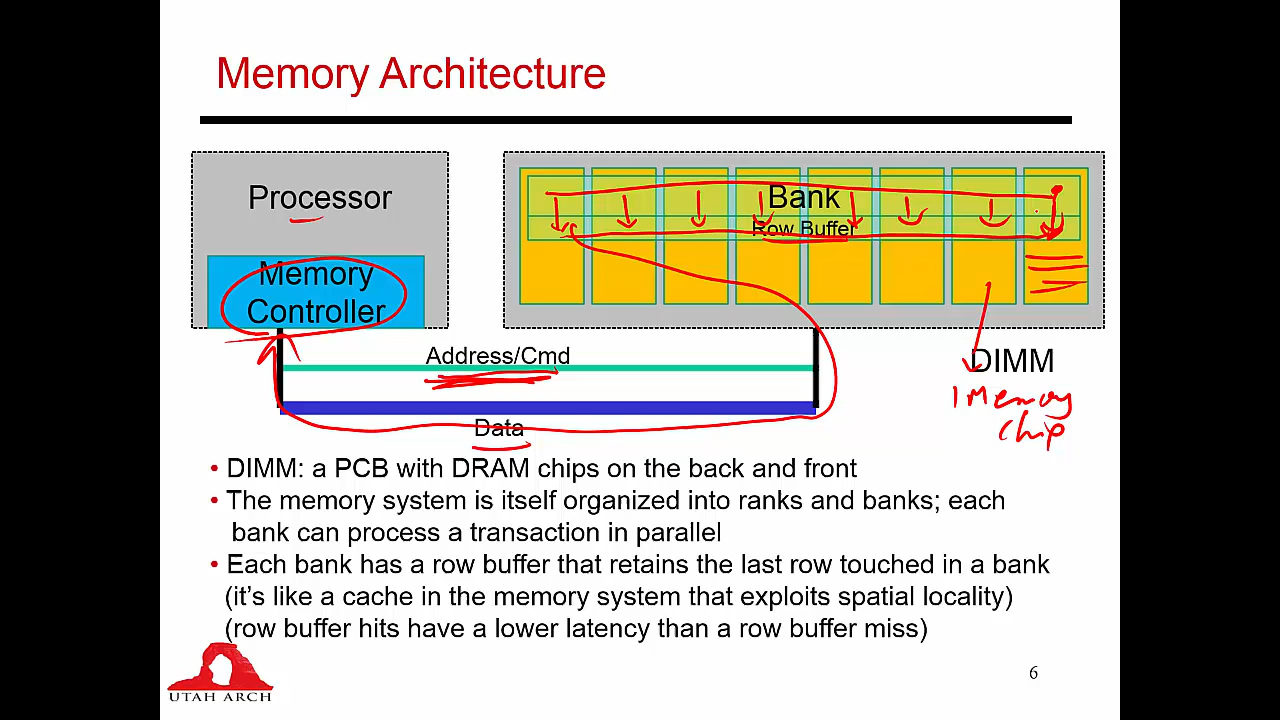 Memory Architecture
Processor
Memory
Controller
Bank
Row Buffer
Address/Cmd
Data
DIMM
1 Memory
Chip
• DIMM: a PCB with DRAM chips on the back and front
• The memory system is itself organized into ranks and banks; each
bank can process a transaction in parallel
• Each bank has a row buffer that retains the last row touched in a bank
(it's like a cache in the memory system that exploits spatial locality)
(row buffer hits have a lower latency than a row buffer miss)
UTAH ARCH
6